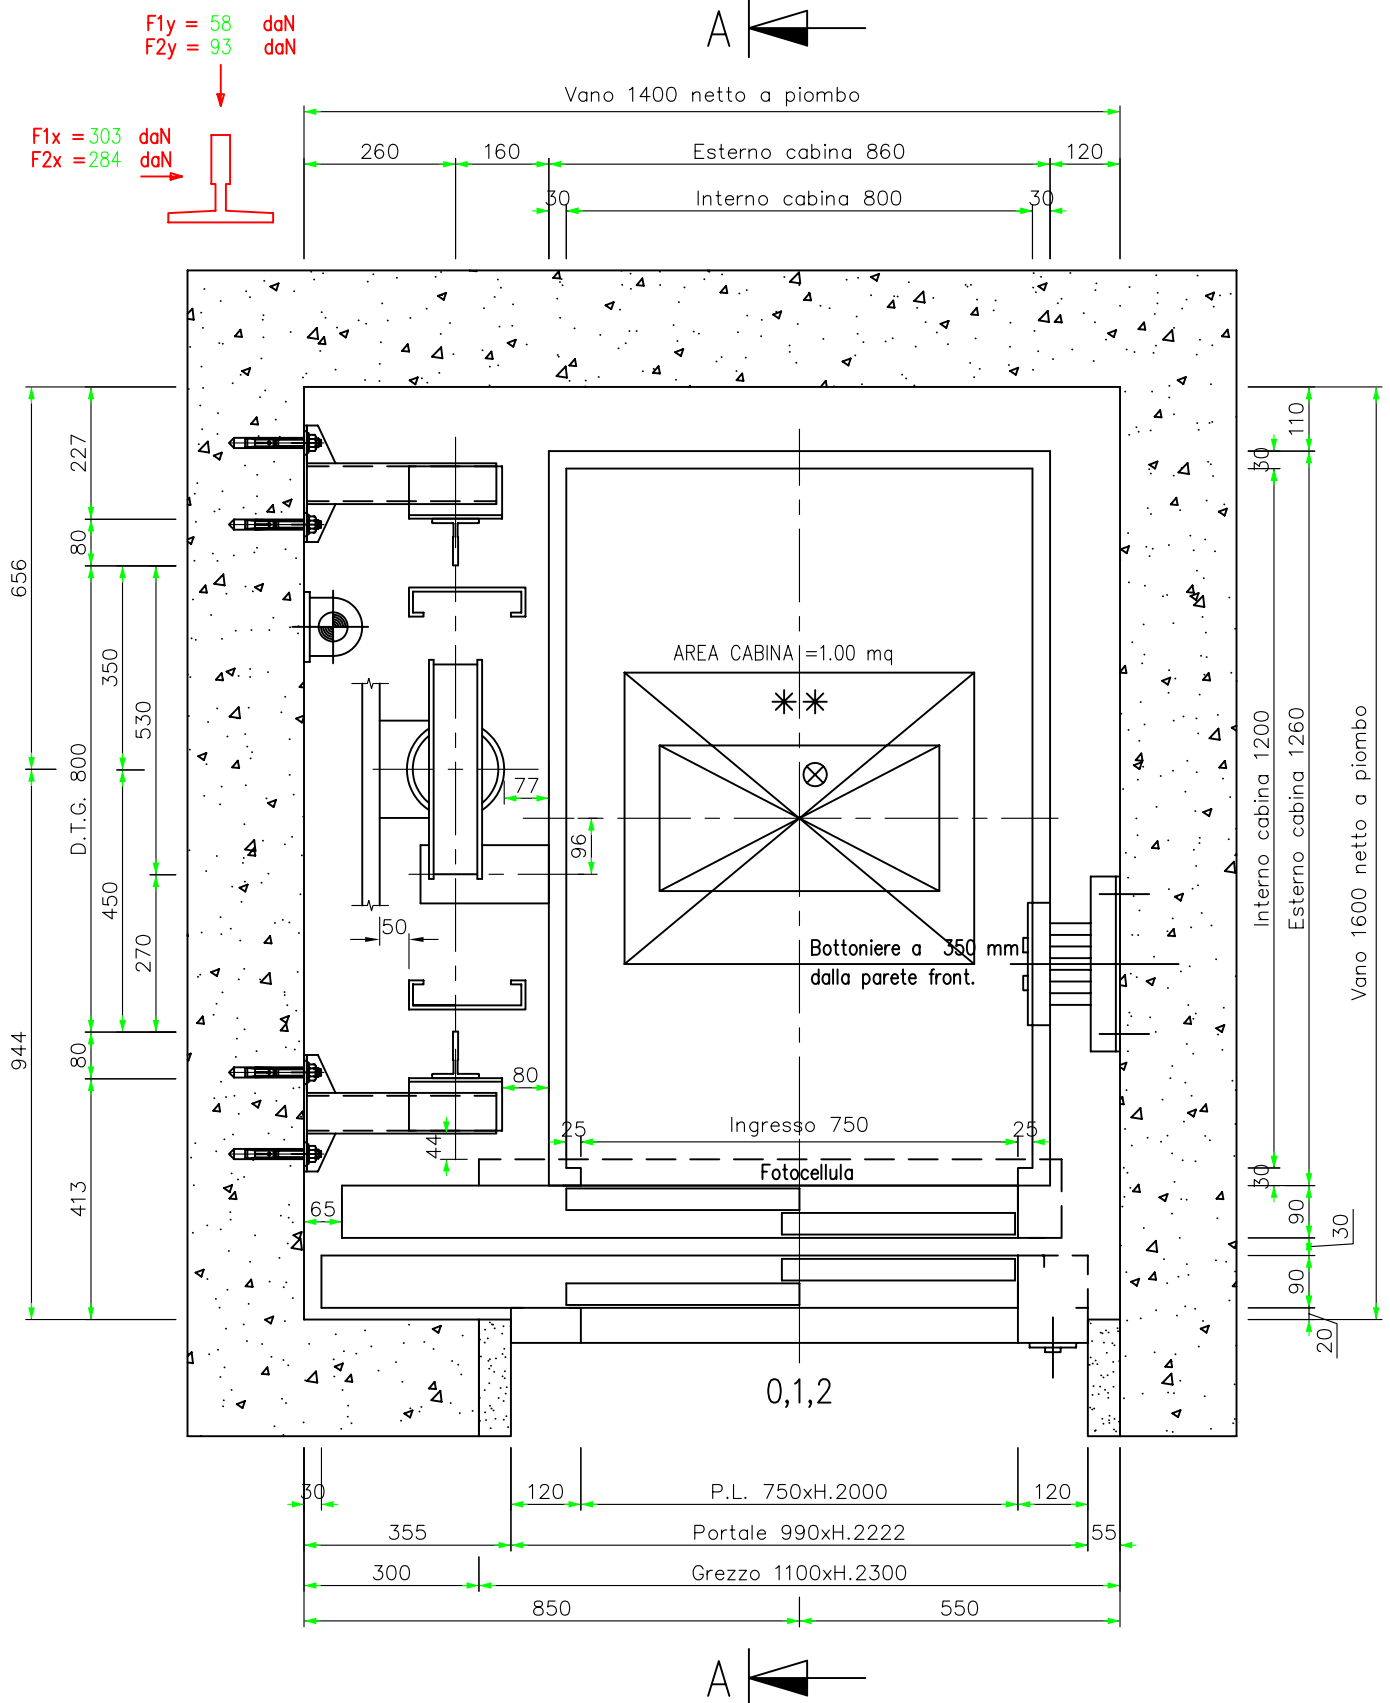 F1y = 58 daN
F2y = 93 daN
A
Vano 1400 netto a piombo
F1x = 303 daN
F2x = 284 daN
260
160
Esterno cabina 860
120
30
Interno cabina 800
30
656
944
227
80
D.T.G. 800
80
413
350
450
530
270
110
30
Interno cabina 1200
30
Esterno cabina 1260
90
30
90
20
Vano 1600 netto a piombo
AREA CABINA =1.00 mq
77
96
50
Bottoniere a 350 mm
dalla parete front.
80
44
25
Ingresso 750
25
Fotocellula
65
0,1,2
30
120
P.L. 750xH.2000
120
355
Portale 990xH.2222
55
300
Grezzo 1100xH.2300
850
550
A